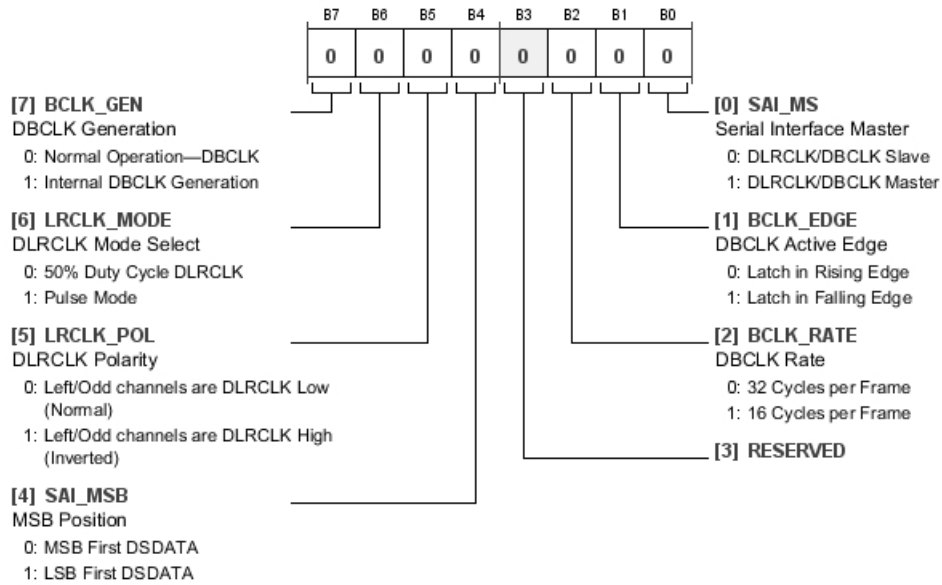 B7 B6 B5 B4 B3 B2 B1 B0
0 0 0 0 0 0 0 0
[7] BCLK_GEN
DBCLK Generation
0: Normal Operation—DBCLK
1: Internal DBCLK Generation
[6] LRCLK_MODE
DLRCLK Mode Select
0: 50% Duty Cycle DLRCLK
1: Pulse Mode
[5] LRCLK_POL
DLRCLK Polarity
0: Left/Odd channels are DLRCLK Low
(Normal)
1: Left/Odd channels are DLRCLK High
(Inverted)
[4] SAI_MSB
MSB Position
0: MSB First DSDATA
1: LSB First DSDATA
[0] SAI_MS
Serial Interface Master
0: DLRCLK/DBCLK Slave
1: DLRCLK/DBCLK Master
[1] BCLK_EDGE
DBCLK Active Edge
0: Latch in Rising Edge
1: Latch in Falling Edge
[2] BCLK_RATE
DBCLK Rate
0: 32 Cycles per Frame
1: 16 Cycles per Frame
[3] RESERVED